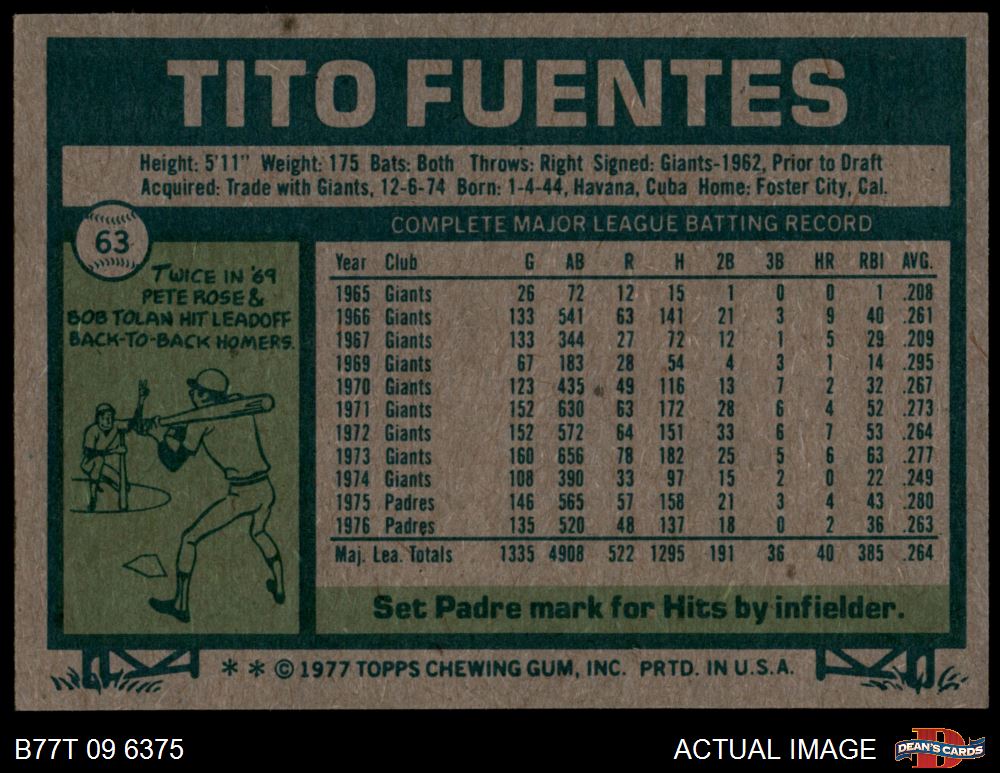 TITO FUENTES
Height: 5'11" Weight: 175 Bats: Both Throws: Right Signed: Giants-1962, Prior to Draft
Acquired: Trade with Giants, 12-6-74 Born: 1-4-44, Havana, Cuba Home: Foster City, Cal.
63
TWICE IN '69
PETE ROSE &
BOB TOLAN HIT LEADOFF
BACK-TO-BACK HOMERS.
COMPLETE MAJOR LEAGUE BATTING RECORD
Year Club G AB R H 2B 3B HR RBI AVG.
1965 Giants 26 72 12 15 1 0 0 1 .208
1966 Giants 133 541 63 141 21 3 9 40 .261
1967 Giants 133 344 27 72 12 1 5 29 .209
1969 Giants 67 183 28 54 4 3 1 14 .295
1970 Giants 123 435 49 116 13 7 2 32 .267
1971 Giants 152 630 63 172 28 6 4 52 .273
1972 Giants 152 572 64 151 33 6 7 53 .264
1973 Giants 160 656 78 182 25 5 6 63 .277
1974 Giants 108 390 33 97 15 2 0 22 .249
1975 Padres 146 565 57 158 21 3 4 43 .280
1976 Padres 135 520 48 137 18 0 2 36 .263
Maj. Lea. Totals 1335 4908 522 1295 191 36 40 385 .264
Set Padre mark for Hits by infielder.
* * © 1977 TOPPS CHEWING GUM, INC. PRTD. IN U.S.A.
B77T 09 6375
ACTUAL IMAGE
D
DEAN'S CARDS